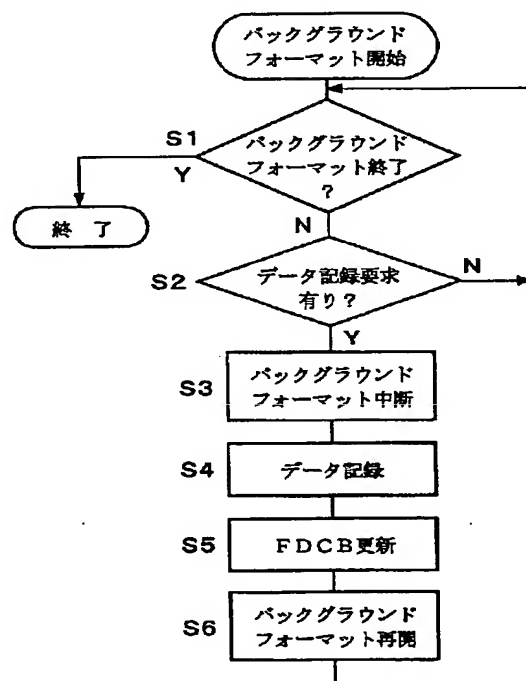 バックグラウンド
フォーマット開始
S1
バックグラウンド
フォーマット終了
?
Y
終 了
N
S2
データ記録要求
有り?
N
Y
S3
バックグラウンド
フォーマット中断
S4
データ記録
S5
FDCB更新
S6
バックグラウンド
フォーマット再開